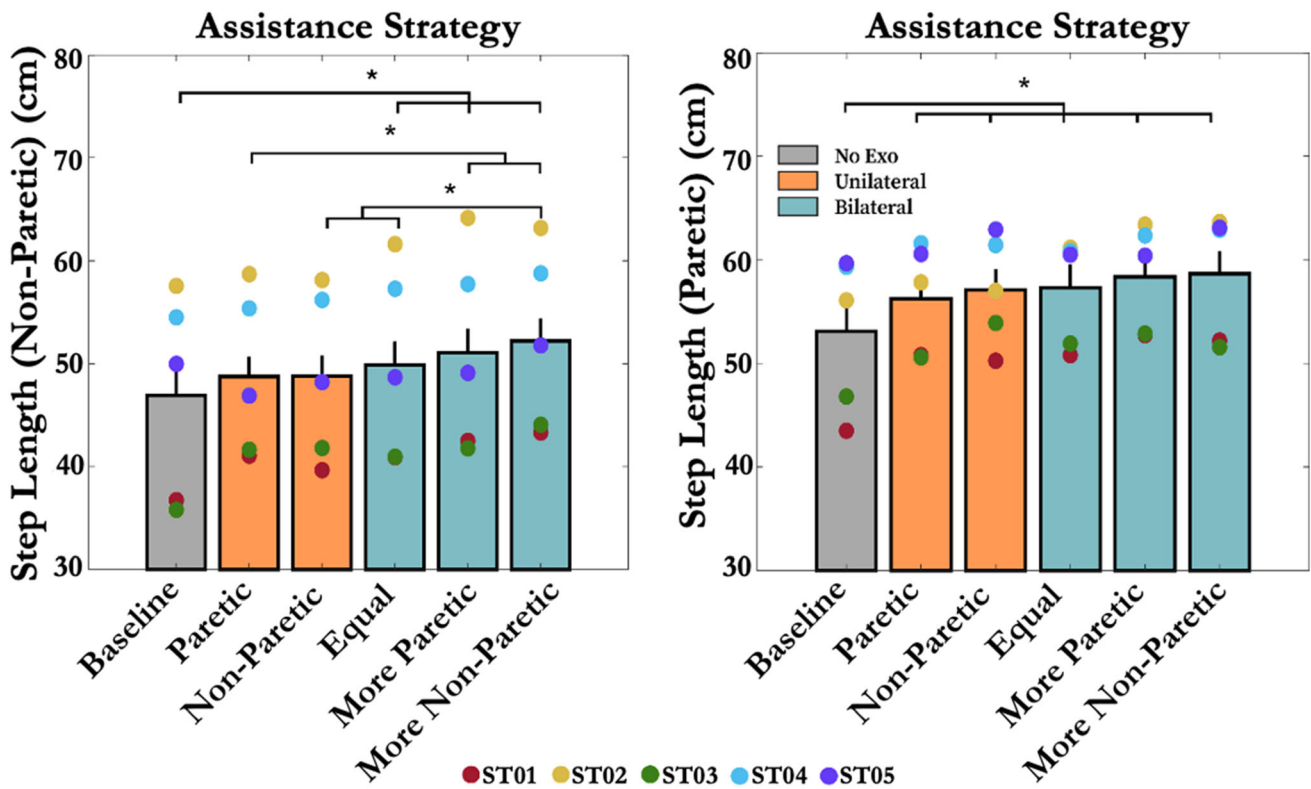 Assistance Strategy
Step Length (Non-Paretic) (cm)
80
70
60
50
40
30
*
*
*
Baseline
Paretic
Non-Paretic
Equal
More Paretic
More Non-Paretic
Assistance Strategy
Step Length (Paretic) (cm)
80
70
60
50
40
30
*
No Exo
Unilateral
Bilateral
Baseline
Paretic
Non-Paretic
Equal
More Paretic
More Non-Paretic
ST01 ST02 ST03 ST04 ST05